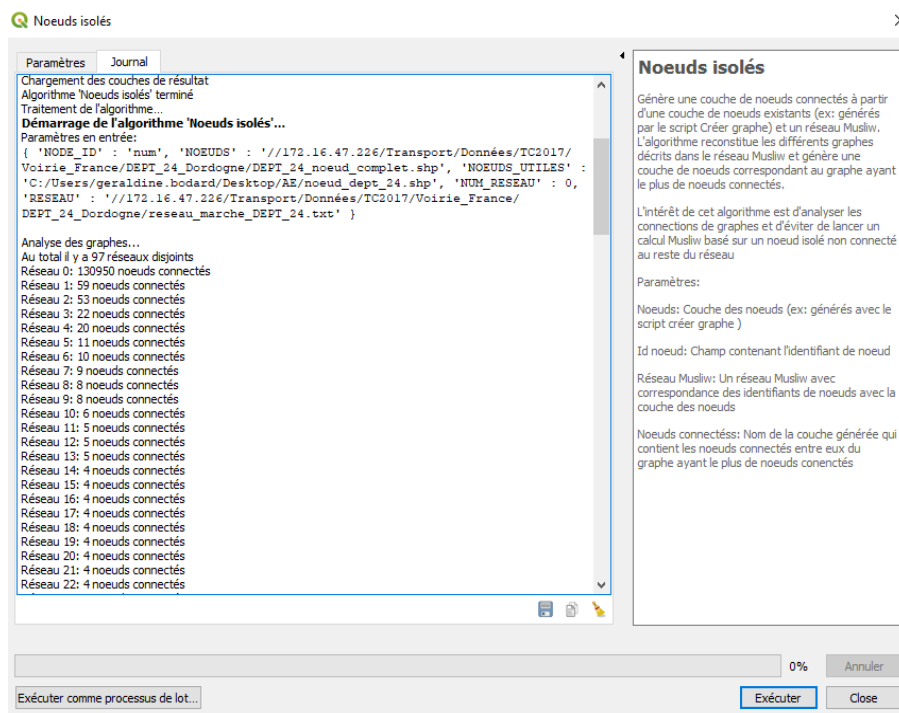 Noeuds isolés
Paramètres
Journal
Chargement des couches de résultat
Algorithme 'Noeuds isolés' terminé
Traitement de l'algorithme...
Démarrage de l'algorithme 'Noeuds isolés'...
Paramètres en entrée:
{ 'NODE_ID' : 'num', 'NOEUDS' : '//172.16.47.226/Transport/Données/TC2017/
Voirie_France/DEPT_24_Dordogne/DEPT_24_noeud_complet.shp', 'NOEUDS_UTILES' :
'C:/Users/geraldine.bodard/Desktop/AE/noeud_dept_24.shp', 'NUM_RESEAU' : 0,
'RESEAU' : '//172.16.47.226/Transport/Données/TC2017/Voirie_France/
DEPT_24_Dordogne/reseau_marche_DEPT_24.txt' }
Analyse des graphes...
Au total il y a 97 réseaux disjoints
Réseau 0: 130950 noeuds connectés
Réseau 1: 59 noeuds connectés
Réseau 2: 53 noeuds connectés
Réseau 3: 22 noeuds connectés
Réseau 4: 20 noeuds connectés
Réseau 5: 11 noeuds connectés
Réseau 6: 10 noeuds connectés
Réseau 7: 9 noeuds connectés
Réseau 8: 8 noeuds connectés
Réseau 9: 8 noeuds connectés
Réseau 10: 6 noeuds connectés
Réseau 11: 5 noeuds connectés
Réseau 12: 5 noeuds connectés
Réseau 13: 5 noeuds connectés
Réseau 14: 4 noeuds connectés
Réseau 15: 4 noeuds connectés
Réseau 16: 4 noeuds connectés
Réseau 17: 4 noeuds connectés
Réseau 18: 4 noeuds connectés
Réseau 19: 4 noeuds connectés
Réseau 20: 4 noeuds connectés
Réseau 21: 4 noeuds connectés
Réseau 22: 4 noeuds connectés
Noeuds isolés
Génère une couche de noeuds connectés à partir
d'une couche de noeuds existants (ex: générés
par le script Créer graphe) et un réseau Musliw.
L'algorithme reconstitue les différents graphes
décrits dans le réseau Musliw et génère une
couche de noeuds correspondant au graphe ayant
le plus de noeuds connectés.
L'intérêt de cet algorithme est d'analyser les
connections de graphes et d'éviter de lancer un
calcul Musliw basé sur un noeud isolé non connecté
au reste du réseau
Paramètres:
Noeuds: Couche des noeuds (ex: générés avec le
script créer graphe )
Id noeud: Champ contenant l'identifiant de noeud
Réseau Musliw: Un réseau Musliw avec
correspondance des identifiants de noeuds avec la
couche des noeuds
Noeuds connectéss: Nom de la couche générée qui
contient les noeuds connectés entre eux du
graphe ayant le plus de noeuds conenctés
0%
Annuler
Exécuter comme processus de lot...
Exécuter
Close